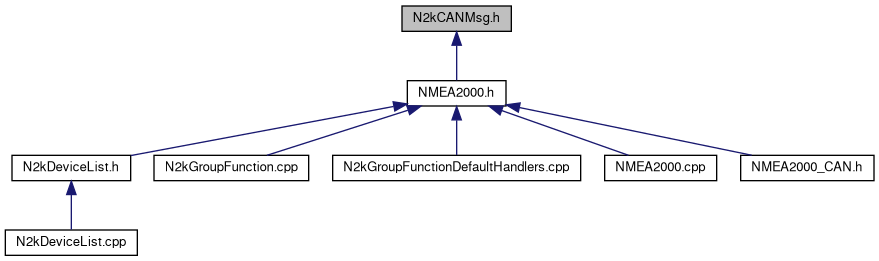 N2kCANMsg.h
NMEA2000.h
N2kDeviceList.h
N2kGroupFunction.cpp
N2kGroupFunctionDefaultHandlers.cpp
NMEA2000.cpp
NMEA2000_CAN.h
N2kDeviceList.cpp